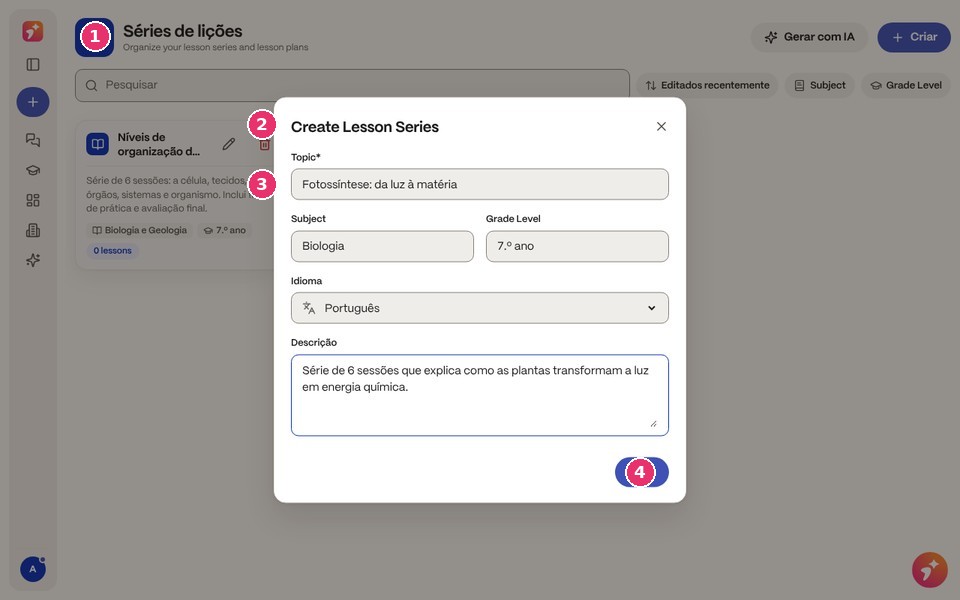 1
Séries de lições
Organize your lesson series and lesson plans
Gerar com IA
Criar
Pesquisar
Editados recentemente
Subject
Grade Level
Níveis de
organização d...
Série de 6 sessões: a célula, tecidos,
órgãos, sistemas e organismo. Inclui
de prática e avaliação final.
Biologia e Geologia
7.º ano
0 lessons
2
Create Lesson Series
Topic*
3
Fotossíntese: da luz à matéria
Subject
Grade Level
Biologia
7.º ano
Idioma
Português
Descrição
Série de 6 sessões que explica como as plantas transformam a luz
em energia química.
4
A